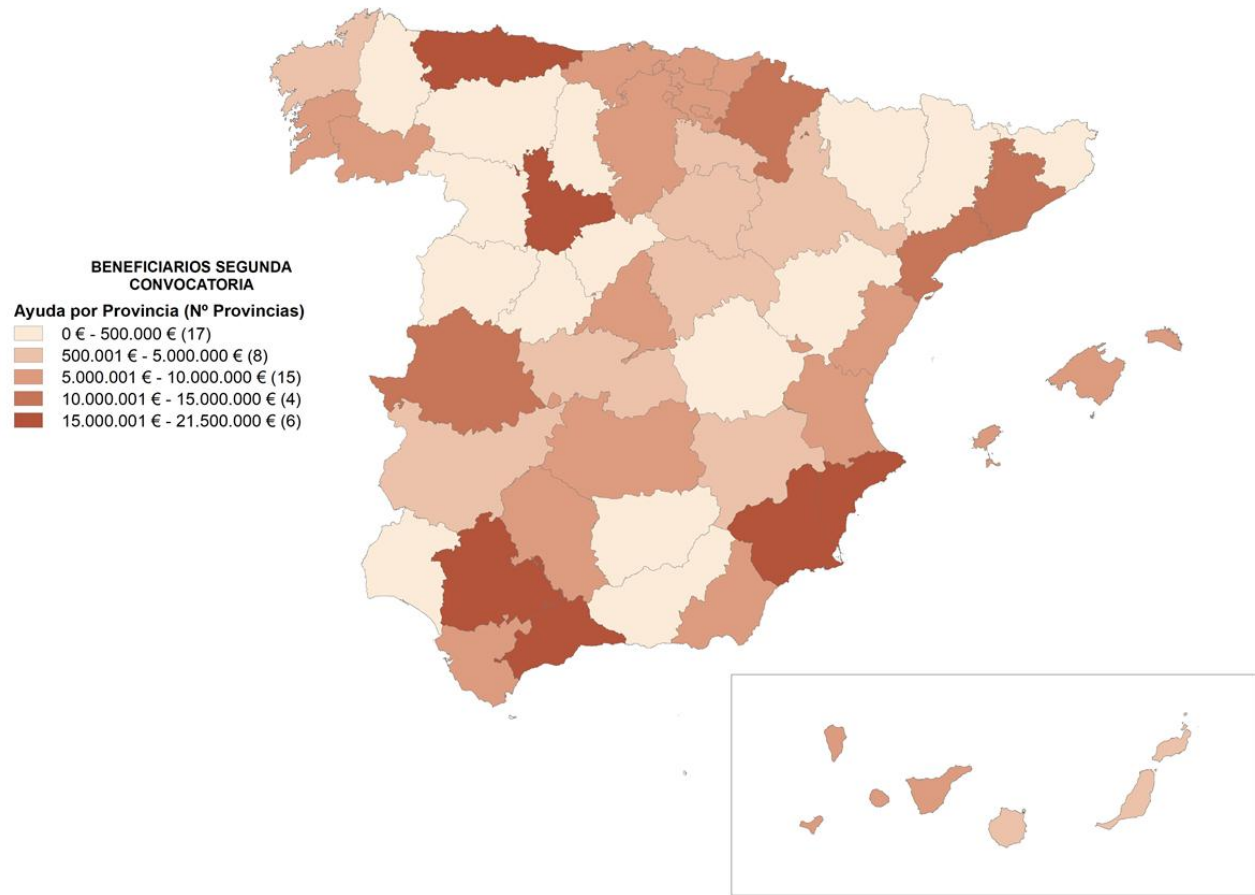 BENEFICIARIOS SEGUNDA
CONVOCATORIA
Ayuda por Provincia (Nº Provincias)
0 € - 500.000 € (17)
500.001 € - 5.000.000 € (8)
5.000.001 € - 10.000.000 € (15)
10.000.001 € - 15.000.000 € (4)
15.000.001 € - 21.500.000 € (6)